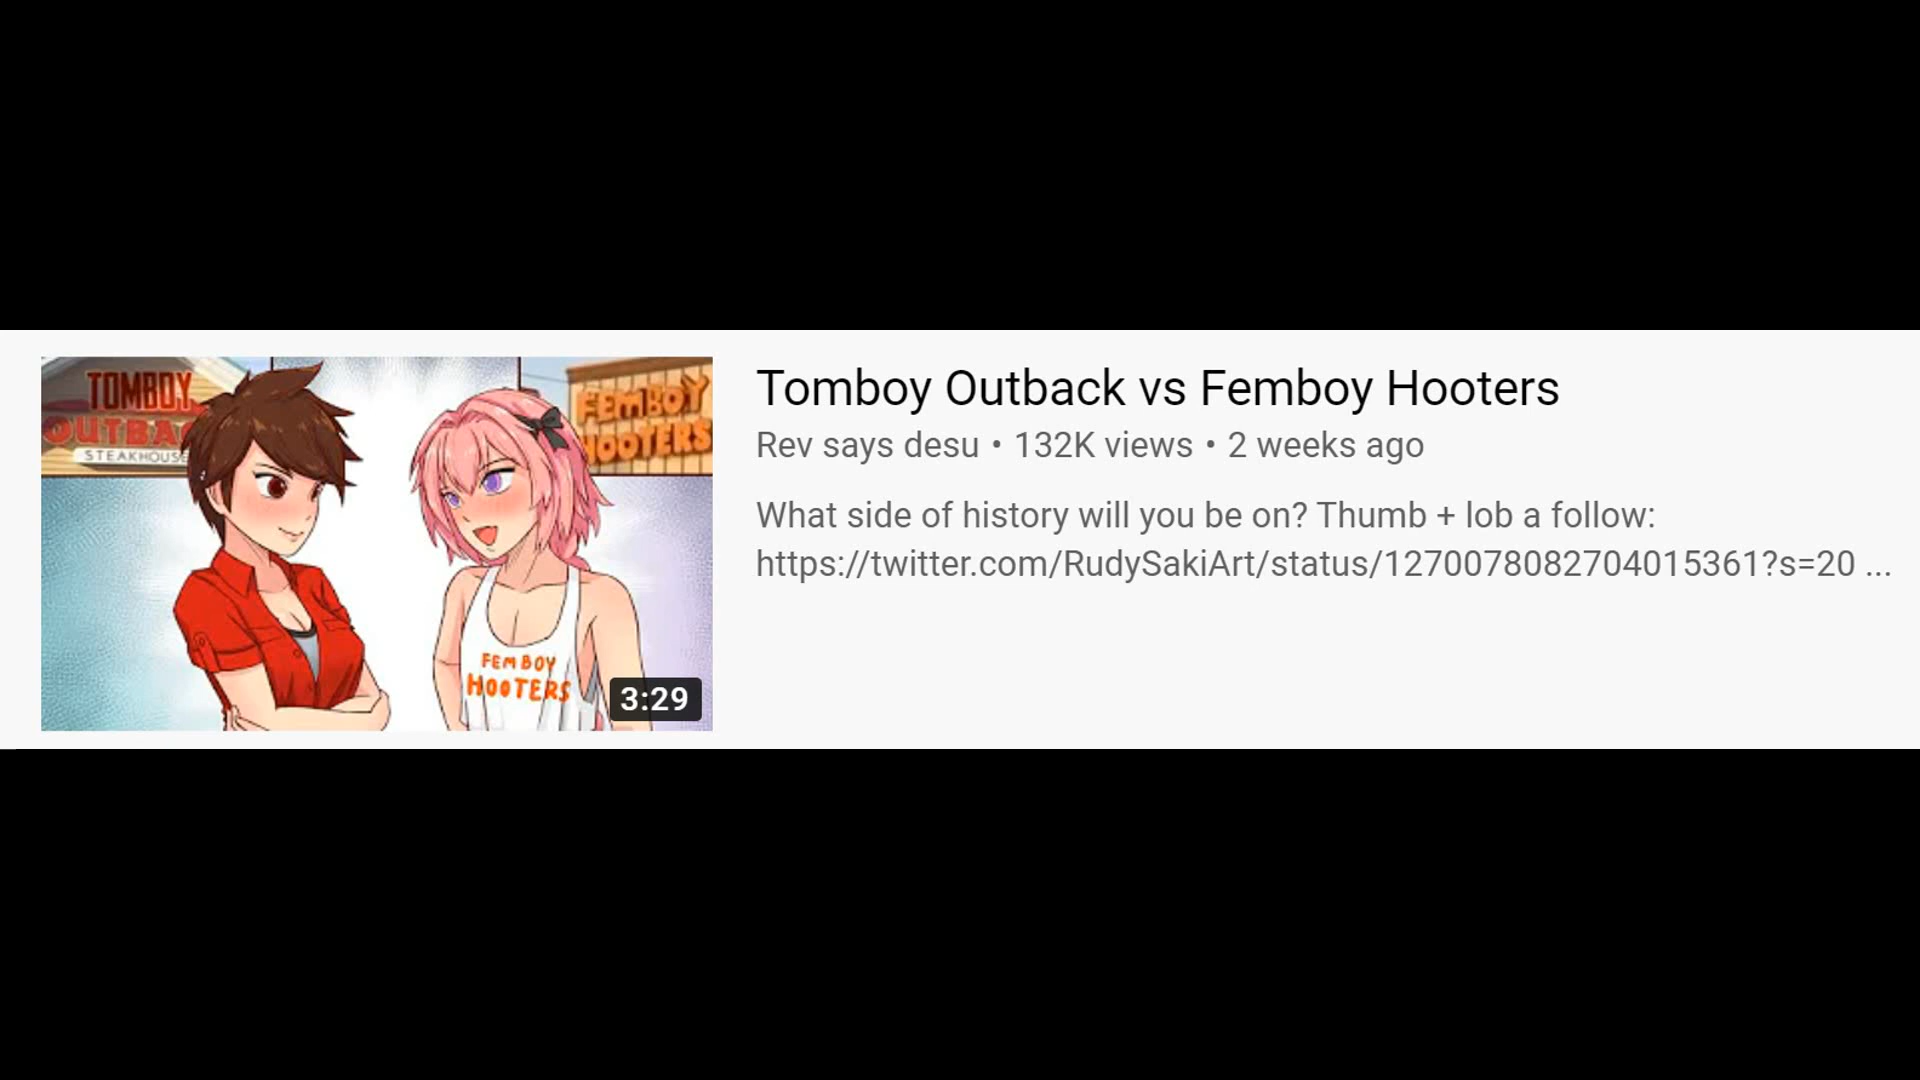 TOMBOY
OUTBA
STEAKHOUSE
FEMBOY
HOOTERS
FEMBOY
HOOTERS
3:29
Tomboy Outback vs Femboy Hooters
Rev says desu • 132K views • 2 weeks ago
What side of history will you be on? Thumb + lob a follow:
https://twitter.com/RudySakiArt/status/1270078082704015361?s=20 ...